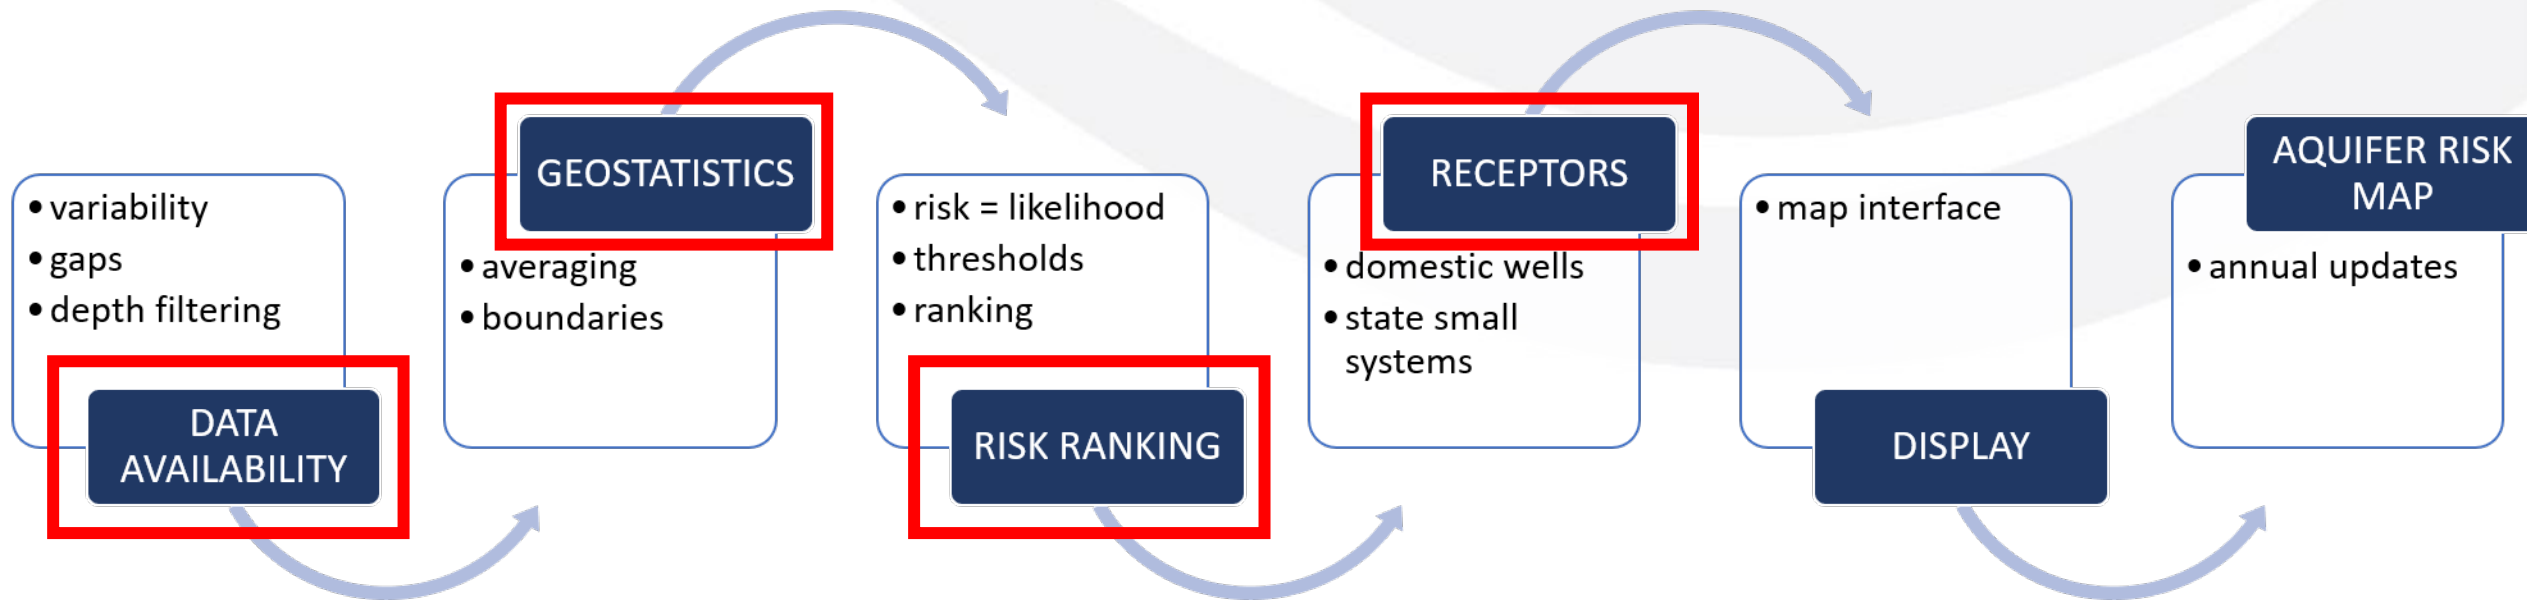 • variability
• gaps
• depth filtering
DATA
AVAILABILITY
GEOSTATISTICS
• averaging
• boundaries
• risk = likelihood
• thresholds
• ranking
RISK RANKING
RECEPTORS
• domestic wells
• state small
systems
• map interface
DISPLAY
AQUIFER RISK
MAP
• annual updates